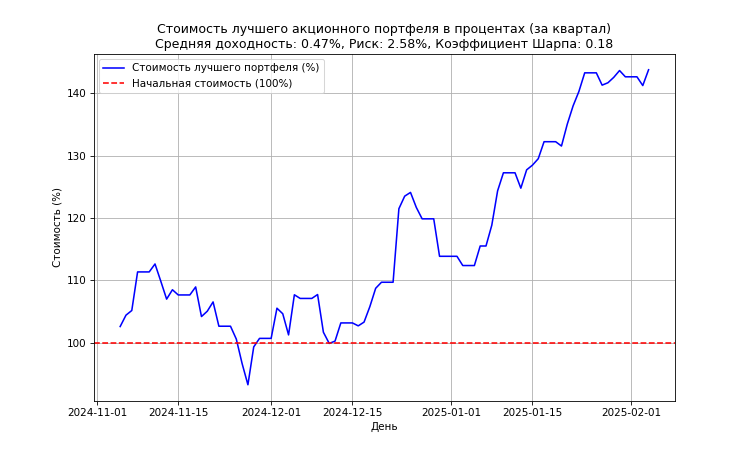 Стоимость лучшего акционного портфеля в процентах (за квартал)
Средняя доходность: 0.47%, Риск: 2.58%, Коэффициент Шарпа: 0.18
Стоимость лучшего портфеля (%)
Начальная стоимость (100%)
Стоимость (%)
140
130
120
110
100
2024-11-01 2024-11-15 2024-12-01 2024-12-15 2025-01-01 2025-01-15 2025-02-01
День